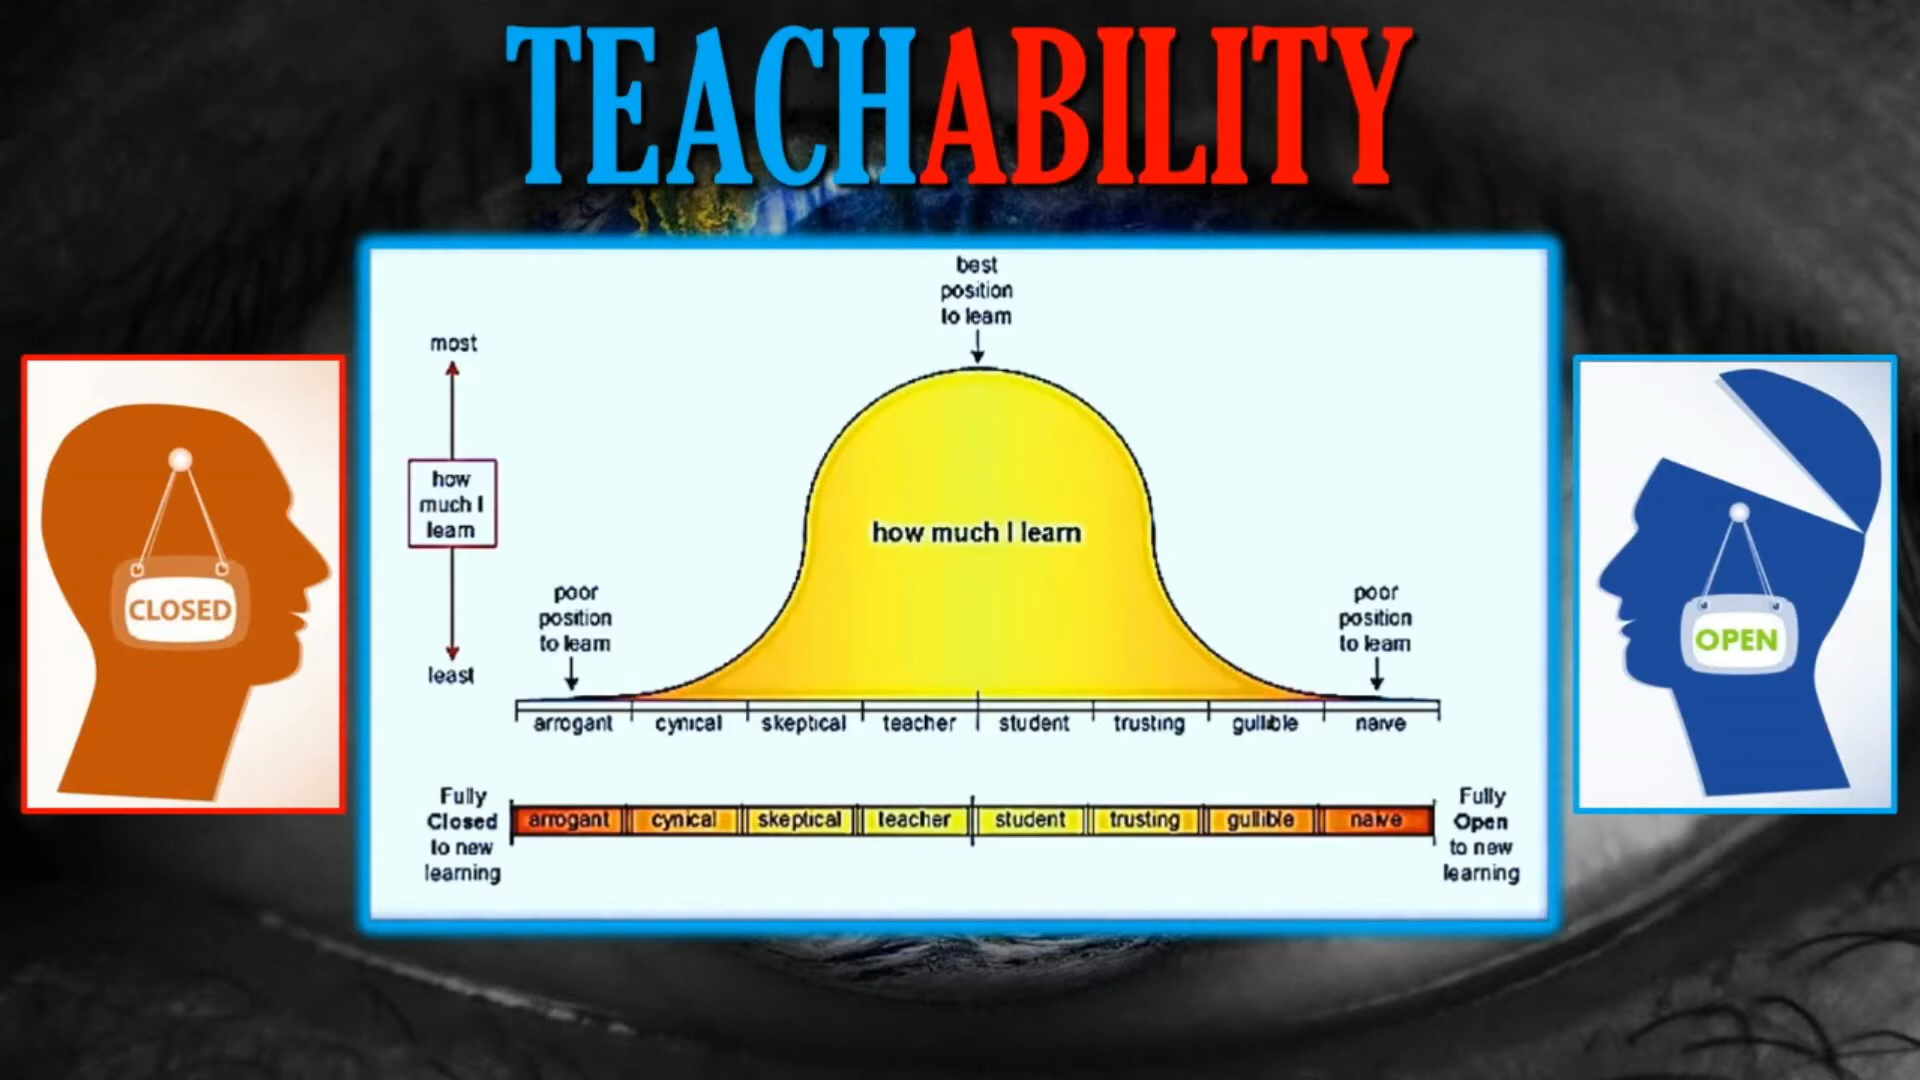 TEACHABILITY
best
position
to learn
most
how
much I
learn
least
how much I learn
poor
position
to learn
poor
position
to learn
CLOSED
OPEN
arrogant cynical skeptical teacher student trusting gullible naive
Fully
Closed
to new
learning
arrogant cynical skeptical teacher student trusting gullible naive
Fully
Open
to new
learning